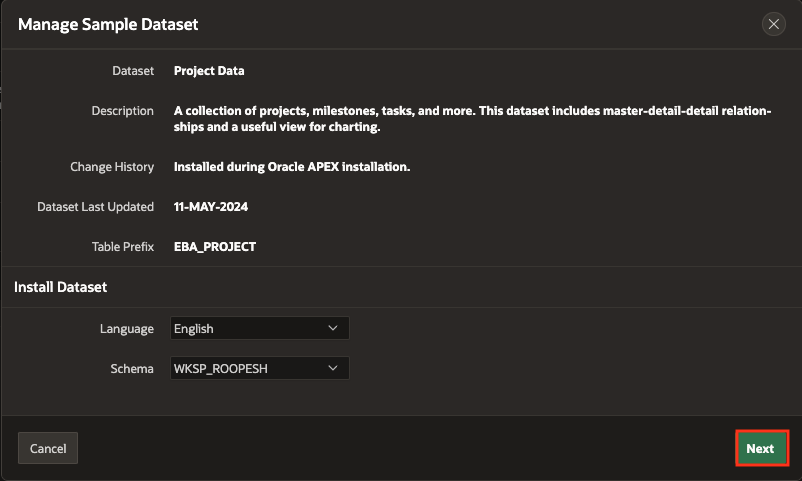 Manage Sample Dataset
Dataset Project Data
Description A collection of projects, milestones, tasks, and more. This dataset includes master-detail-detail relation-
ships and a useful view for charting.
Change History Installed during Oracle APEX installation.
Dataset Last Updated 11-MAY-2024
Table Prefix EBA_PROJECT
Install Dataset
Language English
Schema WKSP_ROOPESH
Cancel Next